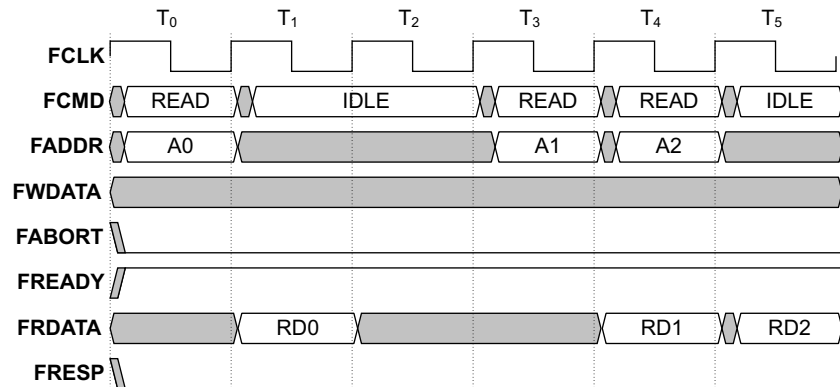 T0 T1 T2 T3 T4 T5
FCLK
FCMD READ IDLE READ READ IDLE
FADDR A0 A1 A2
FWDATA
FABORT
FREADY
FRDATA RD0 RD1 RD2
FRESP